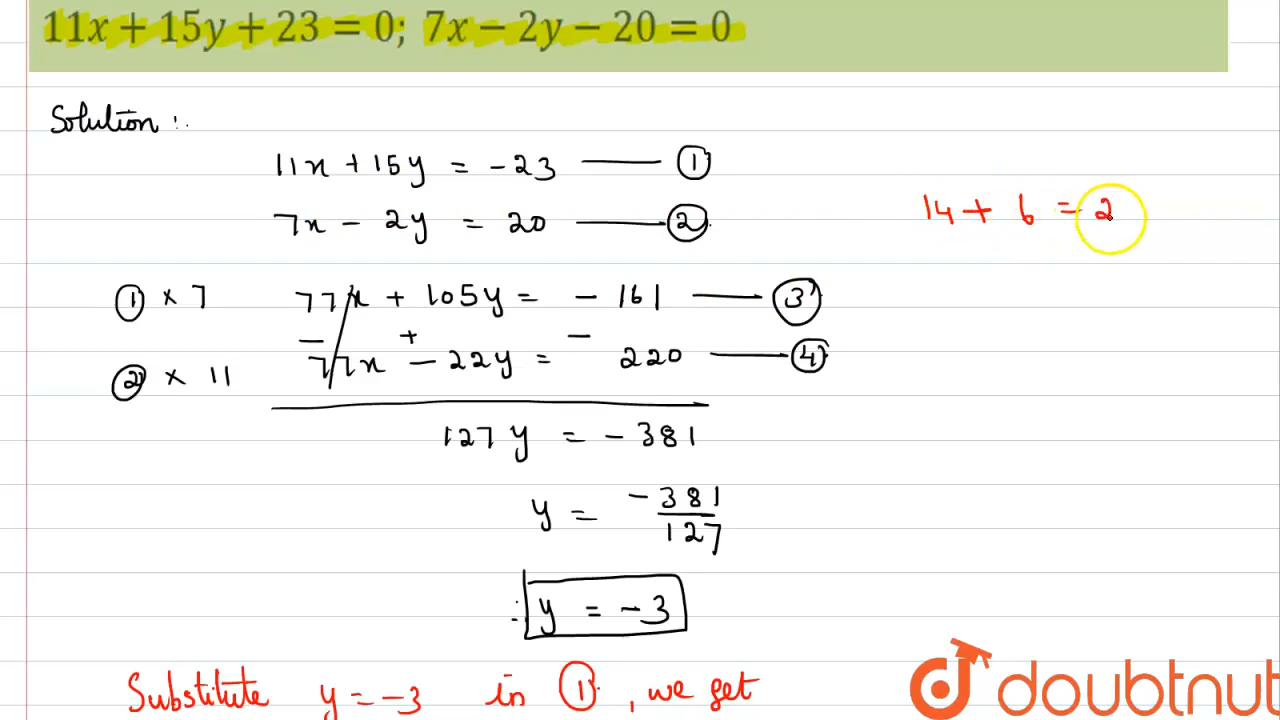 11x + 15y + 23 = 0; 7x − 2y − 20 = 0
Solution :.
11x + 15y = -23 —— ①
7x - 2y = 20 —— ②
14 + 6 = 2
① × 7 77x + 105y = - 161 —— ③
− + −
② × 11 77x - 22y = 220 —— ④
127y = - 381
y = -381/127
∴ y = -3
Substitute y = -3 in ①, we get
doubtnut